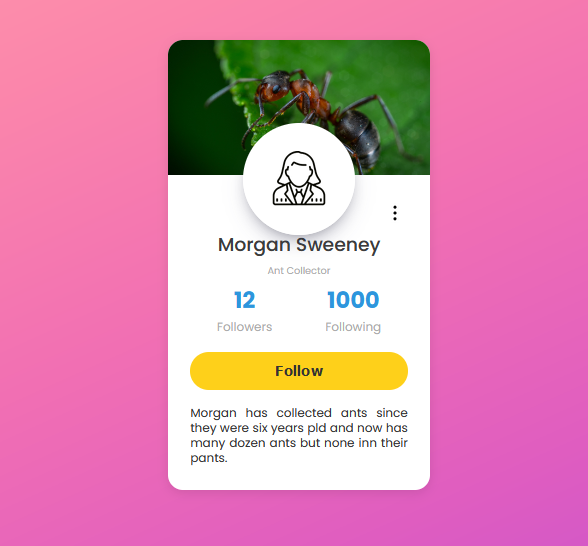 Morgan Sweeney
Ant Collector
12 1000
Followers Following
Follow
Morgan has collected ants since
they were six years pld and now has
many dozen ants but none inn their
pants.